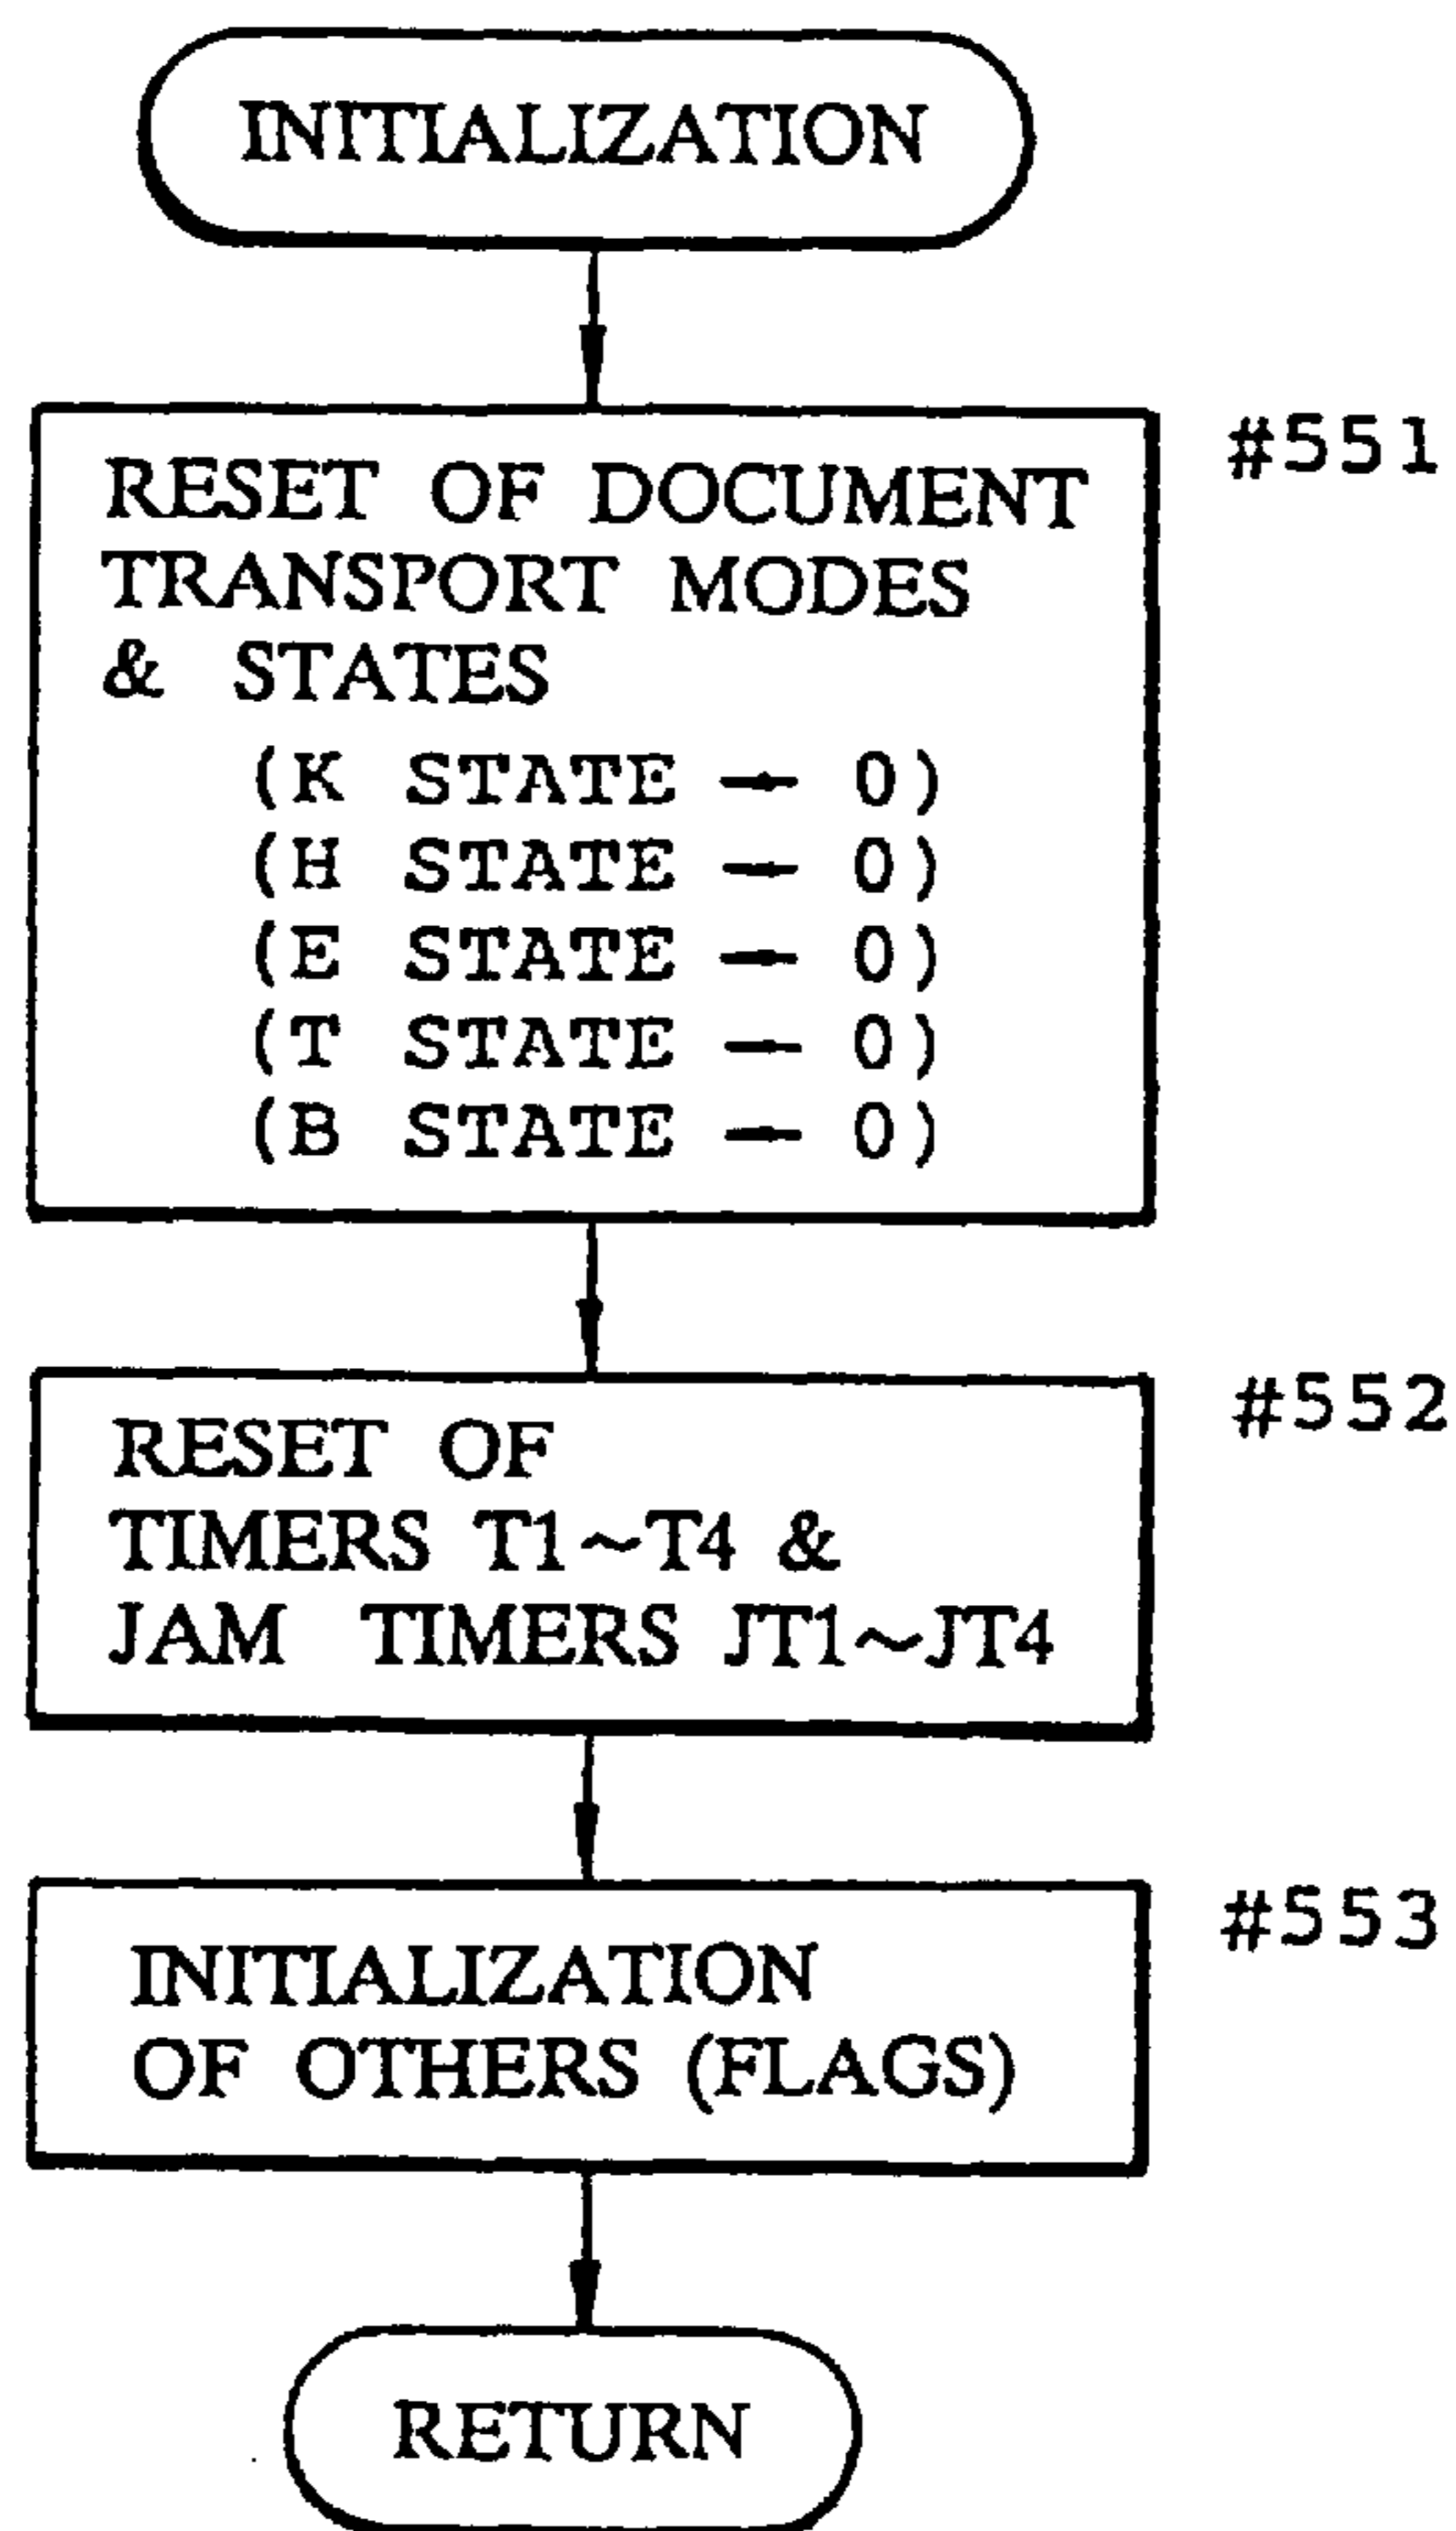 INITIALIZATION
#551
RESET OF DOCUMENT
TRANSPORT MODES
& STATES
(K STATE → 0)
(H STATE → 0)
(E STATE → 0)
(T STATE → 0)
(B STATE → 0)
#552
RESET OF
TIMERS T1~T4 &
JAM TIMERS JT1~JT4
#553
INITIALIZATION
OF OTHERS (FLAGS)
RETURN